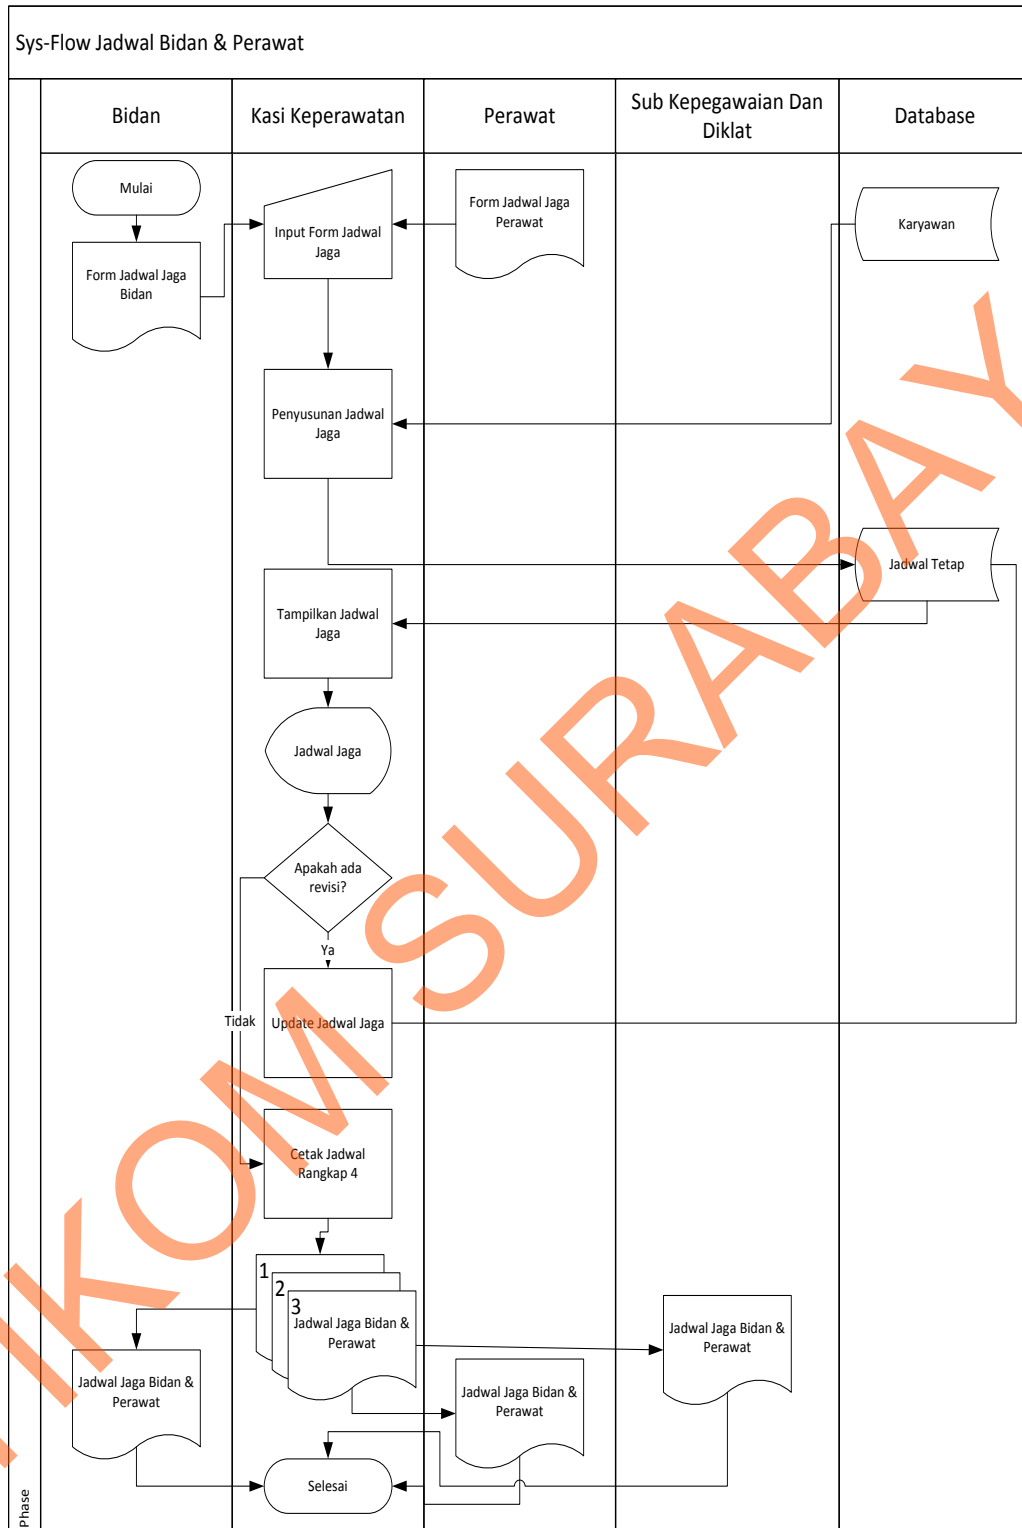 Sys-Flow Jadwal Bidan & Perawat
Bidan
Kasi Keperawatan
Perawat
Sub Kepegawaian Dan
Diklat
Database
Mulai
Form Jadwal Jaga
Bidan
Input Form Jadwal
Jaga
Form Jadwal Jaga
Perawat
Karyawan
Penyusunan Jadwal
Jaga
Jadwal Tetap
Tampilkan Jadwal
Jaga
Jadwal Jaga
Apakah ada
revisi?
Ya
Tidak
Update Jadwal Jaga
Cetak Jadwal
Rangkap 4
1
2
3
Jadwal Jaga Bidan &
Perawat
Jadwal Jaga Bidan &
Perawat
Jadwal Jaga Bidan &
Perawat
Jadwal Jaga Bidan &
Perawat
Selesai
Phase
IKOM SURABAY